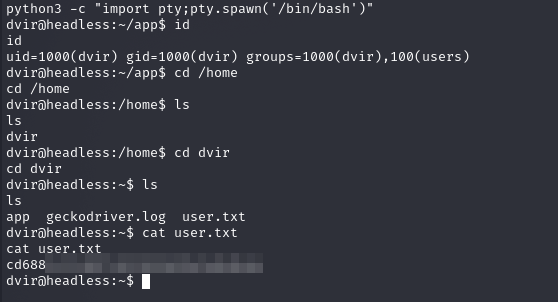 python3 -c "import pty;pty.spawn('/bin/bash')"
dvir@headless:~/app$ id
id
uid=1000(dvir) gid=1000(dvir) groups=1000(dvir),100(users)
dvir@headless:~/app$ cd /home
cd /home
dvir@headless:/home$ ls
ls
dvir
dvir@headless:/home$ cd dvir
cd dvir
dvir@headless:~$ ls
ls
app  geckodriver.log  user.txt
dvir@headless:~$ cat user.txt
cat user.txt
cd688
dvir@headless:~$